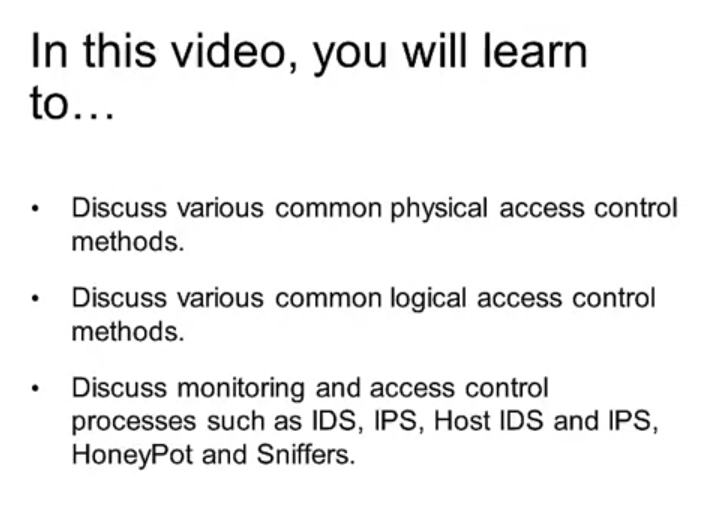 In this video, you will learn
to…
• Discuss various common physical access control
methods.
• Discuss various common logical access control
methods.
• Discuss monitoring and access control
processes such as IDS, IPS, Host IDS and IPS,
HoneyPot and Sniffers.